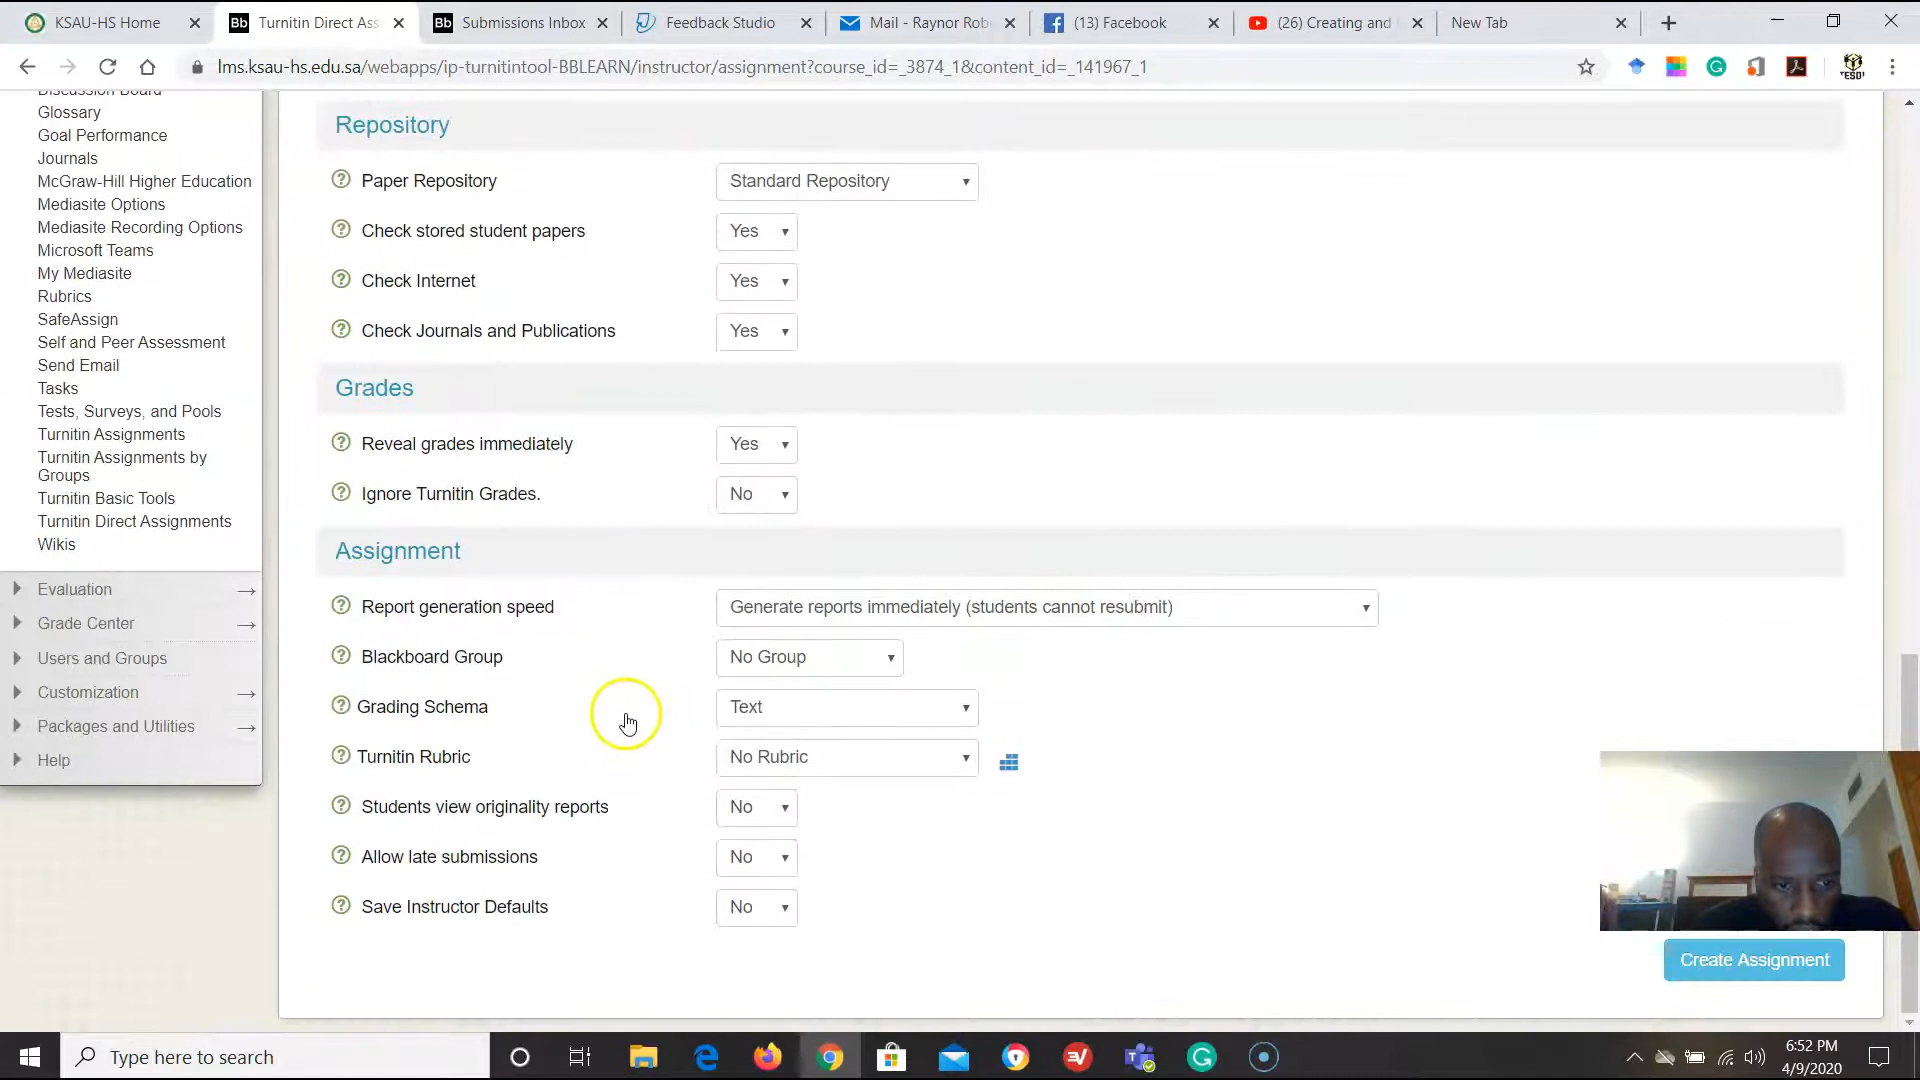 KSAU-HS Home
Bb Turnitin Direct Ass
Bb Submissions Inbox
Feedback Studio
Mail - Raynor Rob
(13) Facebook
(26) Creating and
New Tab
lms.ksau-hs.edu.sa/webapps/ip-turnitintool-BBLEARN/instructor/assignment?course_id=_3874_1&content_id=_141967_1
TESOL
Discussion Board
Glossary
Goal Performance
Journals
McGraw-Hill Higher Education
Mediasite Options
Mediasite Recording Options
Microsoft Teams
My Mediasite
Rubrics
SafeAssign
Self and Peer Assessment
Send Email
Tasks
Tests, Surveys, and Pools
Turnitin Assignments
Turnitin Assignments by
Groups
Turnitin Basic Tools
Turnitin Direct Assignments
Wikis
Evaluation
Grade Center
Users and Groups
Customization
Packages and Utilities
Help
Repository
Paper Repository Standard Repository
Check stored student papers Yes
Check Internet Yes
Check Journals and Publications Yes
Grades
Reveal grades immediately Yes
Ignore Turnitin Grades. No
Assignment
Report generation speed Generate reports immediately (students cannot resubmit)
Blackboard Group No Group
Grading Schema Text
Turnitin Rubric No Rubric
Students view originality reports No
Allow late submissions No
Save Instructor Defaults No
Create Assignment
Type here to search
6:52 PM
4/9/2020